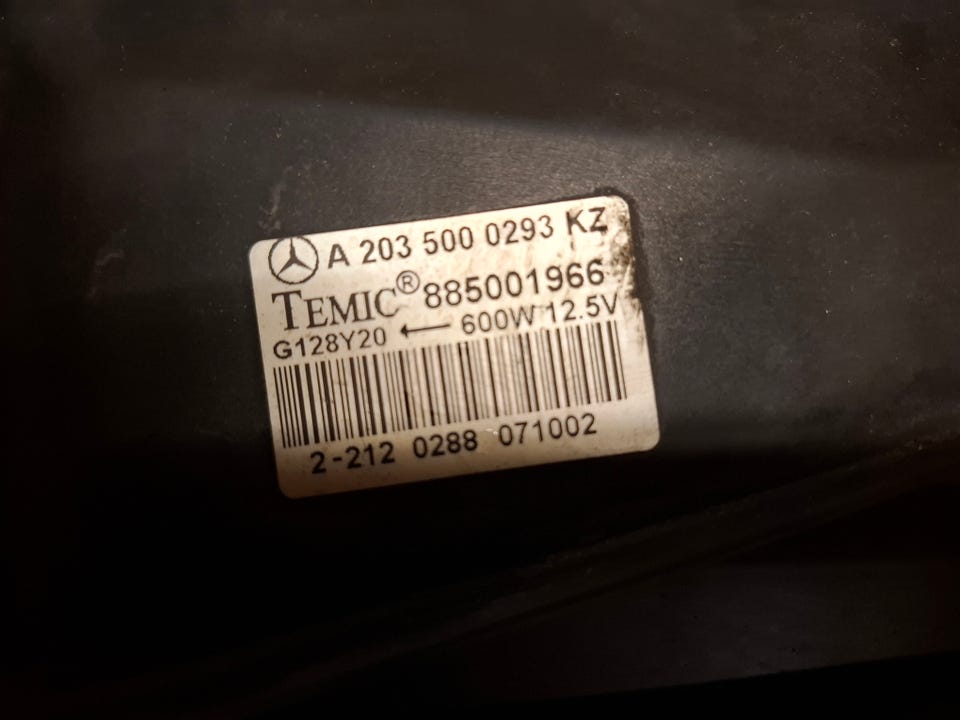 A 203 500 0293 KZ
TEMIC® 885001966
G128Y20 ← 600W 12.5V
2-212 0288 071002